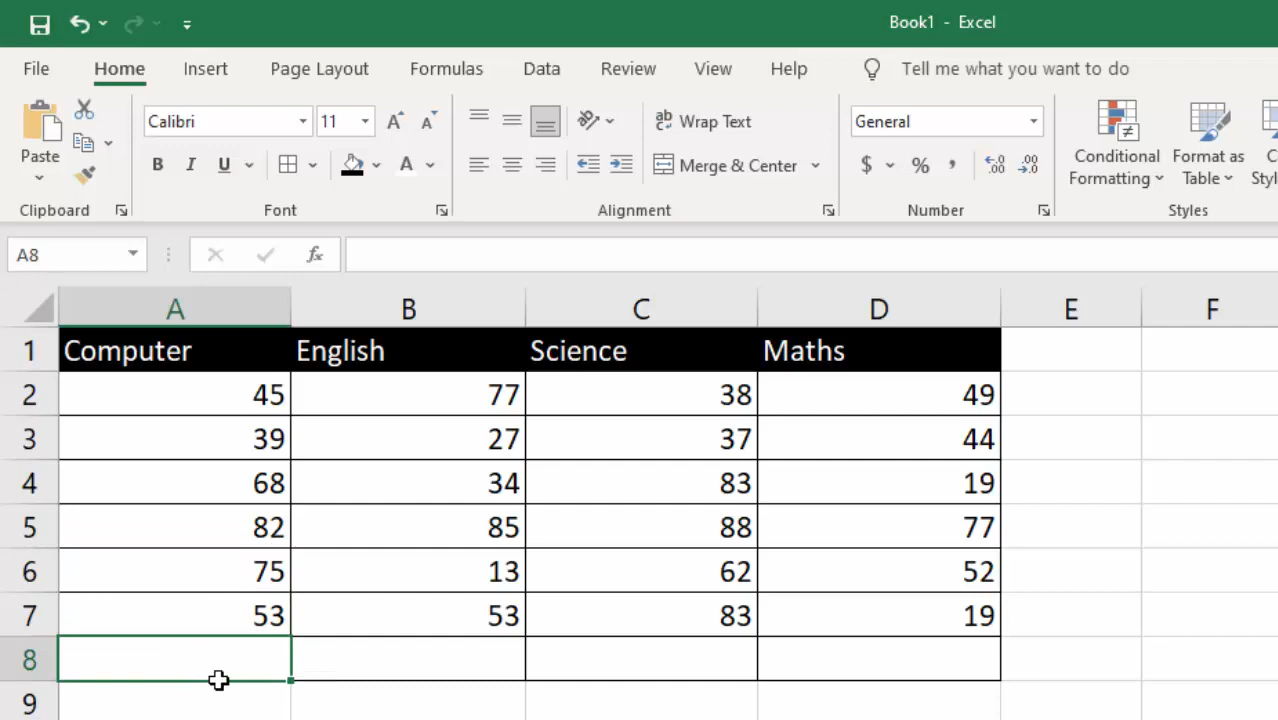 Book1 - Excel
File Home Insert Page Layout Formulas Data Review View Help Tell me what you want to do
Calibri 11 A A Wrap Text General
Paste B I U A Merge & Center $ % , Conditional Formatting Format as Table
Clipboard Font Alignment Number Styles
A8 fx
A B C D E F
1 Computer English Science Maths
2 45 77 38 49
3 39 27 37 44
4 68 34 83 19
5 82 85 88 77
6 75 13 62 52
7 53 53 83 19
8
9